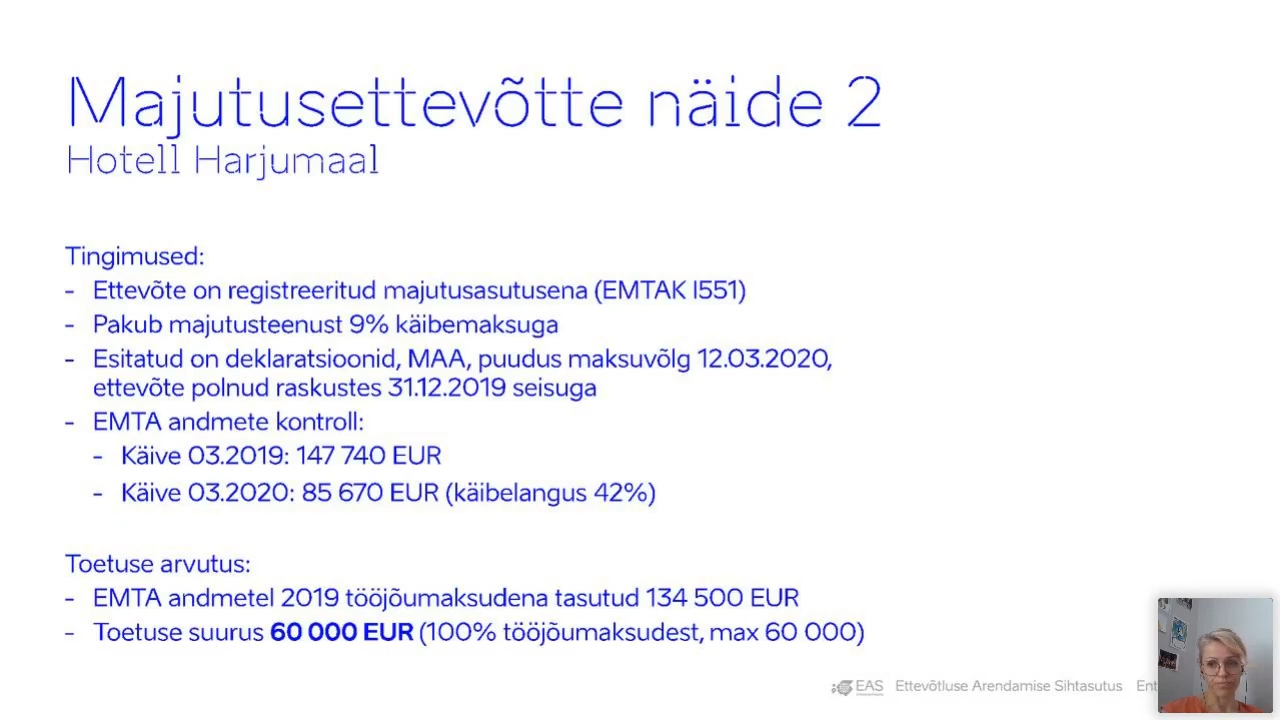 Majutusettevõtte näide 2
Hotell Harjumaal
Tingimused:
- Ettevõte on registreeritud majutusasutusena (EMTAK I551)
- Pakub majutusteenust 9% käibemaksuga
- Esitatud on deklaratsioonid, MAA, puudus maksuvõlg 12.03.2020,
ettevõte polnud raskustes 31.12.2019 seisuga
- EMTA andmete kontroll:
- Käive 03.2019: 147 740 EUR
- Käive 03.2020: 85 670 EUR (käibelangus 42%)
Toetuse arvutus:
- EMTA andmetel 2019 tööjõumaksudena tasutud 134 500 EUR
- Toetuse suurus 60 000 EUR (100% tööjõumaksudest, max 60 000)
EAS Ettevõtluse Arendamise Sihtasutus Ent